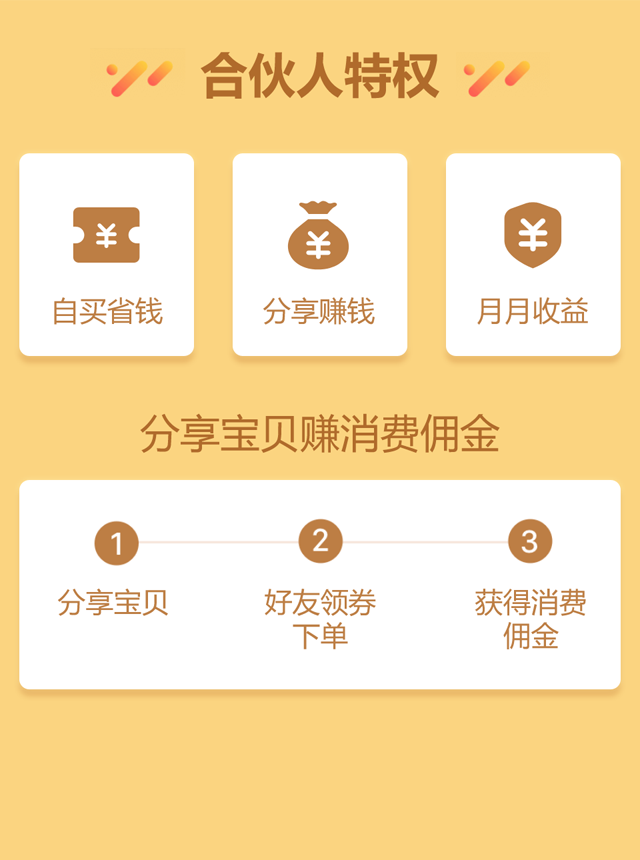 合伙人特权
¥ ¥ ¥
自买省钱 分享赚钱 月月收益
分享宝贝赚消费佣金
1 2 3
分享宝贝 好友领券 获得消费
下单 佣金